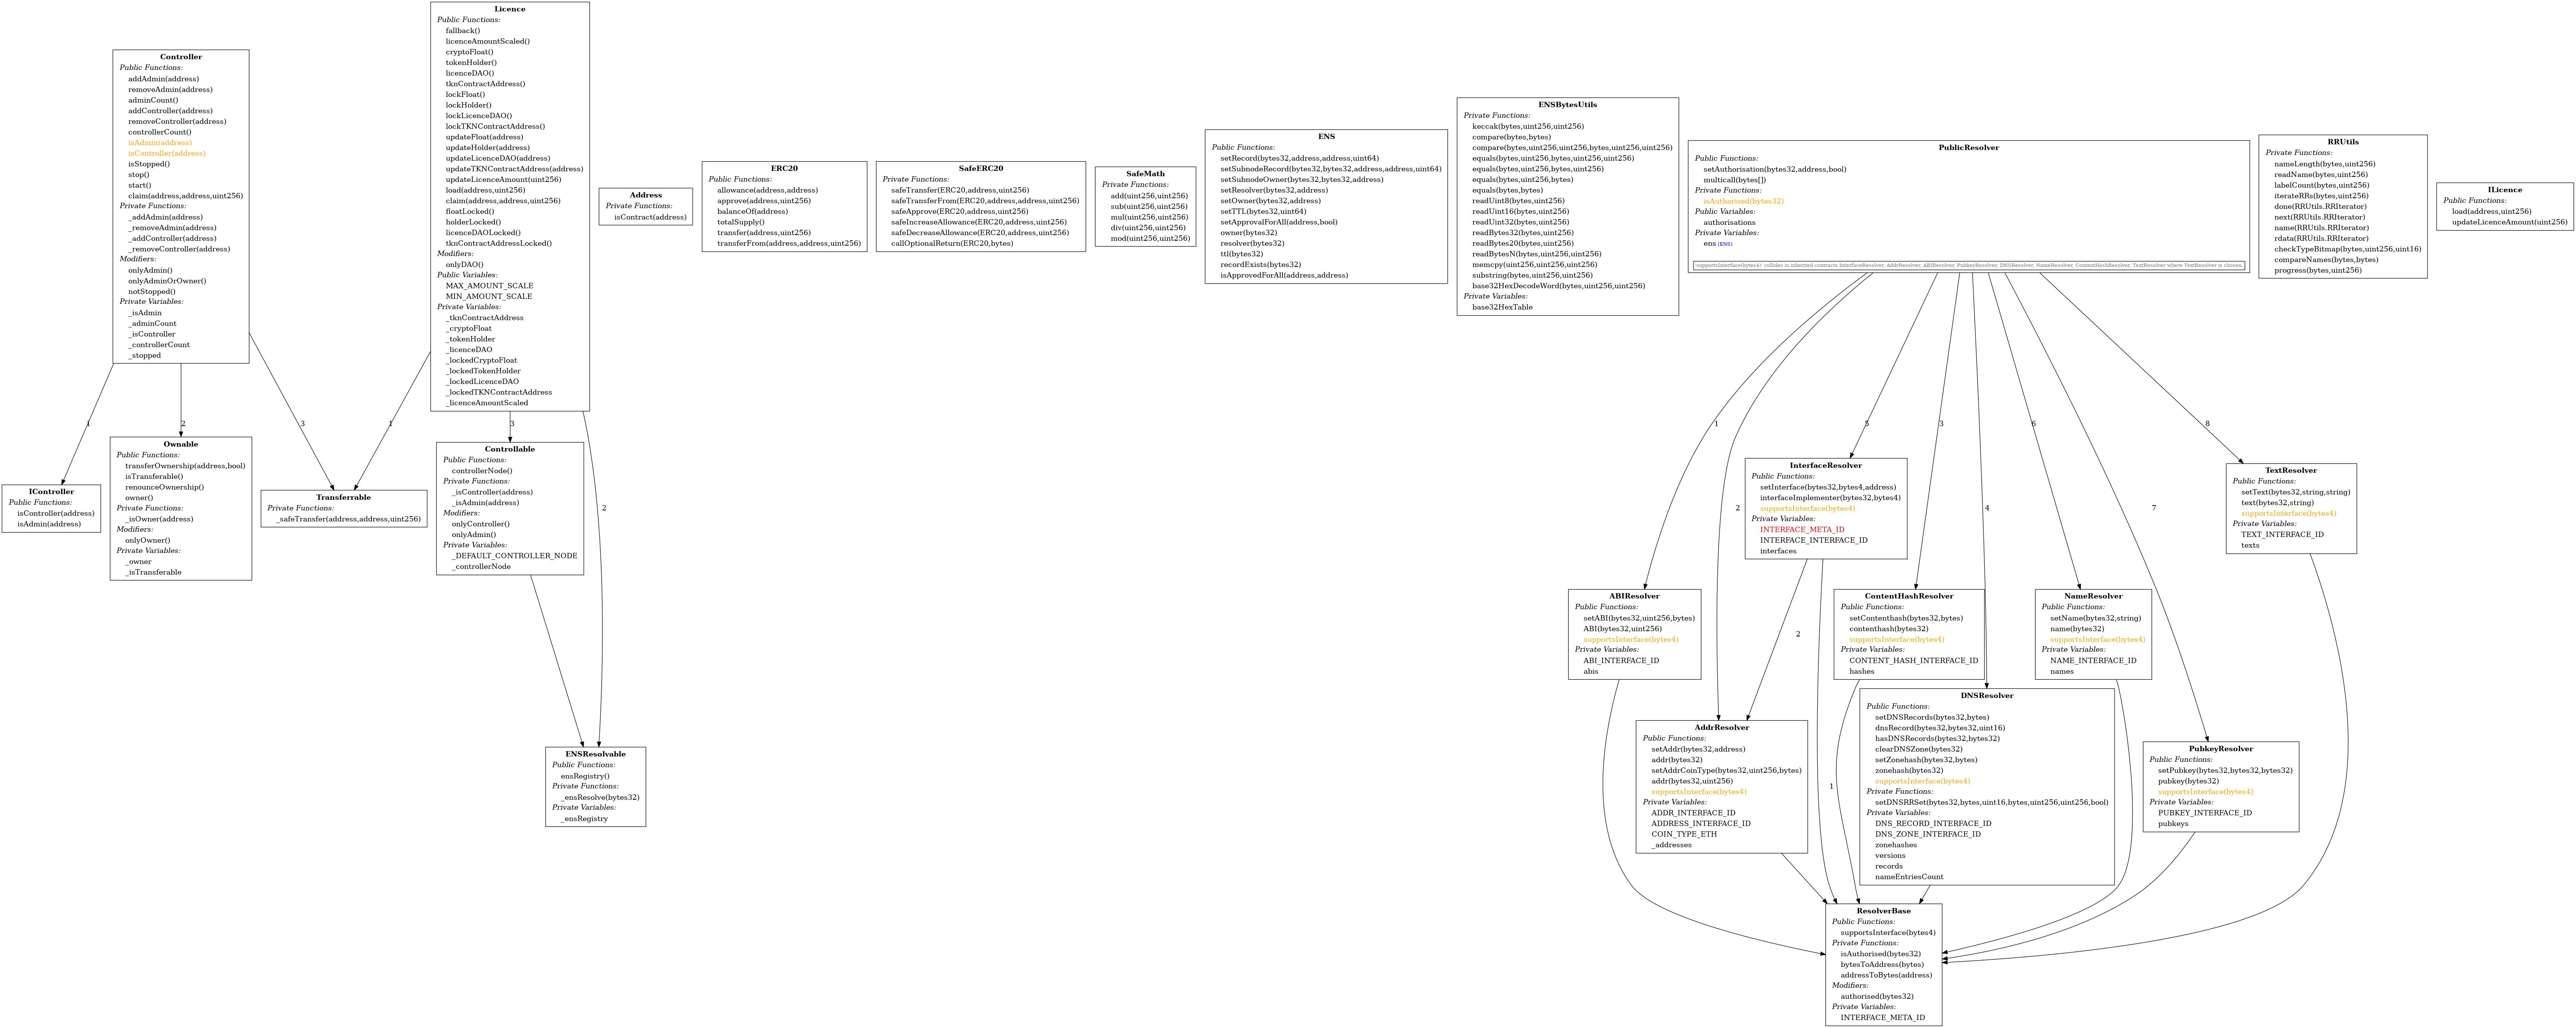 Controller
Public Functions:
addAdmin(address)
removeAdmin(address)
adminCount()
addController(address)
removeController(address)
controllerCount()
isAdmin(address)
isController(address)
isStopped()
stop()
start()
claim(address,address,uint256)
Private Functions:
_addAdmin(address)
_removeAdmin(address)
_addController(address)
_removeController(address)
Modifiers:
onlyAdmin()
onlyAdminOrOwner()
notStopped()
Private Variables:
_isAdmin
_adminCount
_isController
_controllerCount
_stopped
1
2
3
IController
Public Functions:
isController(address)
isAdmin(address)
Ownable
Public Functions:
transferOwnership(address,bool)
isTransferable()
renounceOwnership()
owner()
Private Functions:
_isOwner(address)
Modifiers:
onlyOwner()
Private Variables:
_owner
_isTransferable
Transferrable
Private Functions:
_safeTransfer(address,address,uint256)
Licence
Public Functions:
fallback()
licenceAmountScaled()
cryptoFloat()
tokenHolder()
licenceDAO()
tknContractAddress()
lockFloat()
lockHolder()
lockLicenceDAO()
lockTKNContractAddress()
updateFloat(address)
updateHolder(address)
updateLicenceDAO(address)
updateTKNContractAddress(address)
updateLicenceAmount(uint256)
load(address,uint256)
claim(address,address,uint256)
floatLocked()
holderLocked()
licenceDAOLocked()
tknContractAddressLocked()
Modifiers:
onlyDAO()
Public Variables:
MAX_AMOUNT_SCALE
MIN_AMOUNT_SCALE
Private Variables:
_tknContractAddress
_cryptoFloat
_tokenHolder
_licenceDAO
_lockedCryptoFloat
_lockedTokenHolder
_lockedLicenceDAO
_lockedTKNContractAddress
_licenceAmountScaled
1
3
2
Controllable
Public Functions:
controllerNode()
Private Functions:
_isController(address)
_isAdmin(address)
Modifiers:
onlyController()
onlyAdmin()
Private Variables:
_DEFAULT_CONTROLLER_NODE
_controllerNode
ENSResolvable
Public Functions:
ensRegistry()
Private Functions:
_ensResolve(bytes32)
Private Variables:
_ensRegistry
Address
Private Functions:
isContract(address)
ERC20
Public Functions:
allowance(address,address)
approve(address,uint256)
balanceOf(address)
totalSupply()
transfer(address,uint256)
transferFrom(address,address,uint256)
SafeERC20
Private Functions:
safeTransfer(ERC20,address,uint256)
safeTransferFrom(ERC20,address,address,uint256)
safeApprove(ERC20,address,uint256)
safeIncreaseAllowance(ERC20,address,uint256)
safeDecreaseAllowance(ERC20,address,uint256)
callOptionalReturn(ERC20,bytes)
SafeMath
Private Functions:
add(uint256,uint256)
sub(uint256,uint256)
mul(uint256,uint256)
div(uint256,uint256)
mod(uint256,uint256)
ENS
Public Functions:
setRecord(bytes32,address,address,uint64)
setSubnodeRecord(bytes32,bytes32,address,address,uint64)
setSubnodeOwner(bytes32,bytes32,address)
setResolver(bytes32,address)
setOwner(bytes32,address)
setTTL(bytes32,uint64)
setApprovalForAll(address,bool)
owner(bytes32)
resolver(bytes32)
ttl(bytes32)
recordExists(bytes32)
isApprovedForAll(address,address)
ENSBytesUtils
Private Functions:
keccak(bytes,uint256,uint256)
compare(bytes,bytes)
compare(bytes,uint256,uint256,bytes,uint256,uint256)
equals(bytes,uint256,bytes,uint256,uint256)
equals(bytes,uint256,bytes,uint256)
equals(bytes,uint256,bytes)
equals(bytes,bytes)
readUint8(bytes,uint256)
readUint16(bytes,uint256)
readUint32(bytes,uint256)
readBytes32(bytes,uint256)
readBytes20(bytes,uint256)
readBytesN(bytes,uint256,uint256)
memcpy(uint256,uint256,uint256)
substring(bytes,uint256,uint256)
base32HexDecodeWord(bytes,uint256,uint256)
Private Variables:
base32HexTable
PublicResolver
Public Functions:
setAuthorisation(bytes32,address,bool)
multicall(bytes[])
Private Functions:
isAuthorised(bytes32)
Public Variables:
authorisations
Private Variables:
ens (ENS)
'supportsInterface(bytes4)' collides in inherited contracts InterfaceResolver, AddrResolver, ABIResolver, PubkeyResolver, DNSResolver, NameResolver, ContentHashResolver, TextResolver where TextResolver is chosen.
1
2
5
3
4
6
7
8
RRUtils
Private Functions:
nameLength(bytes,uint256)
readName(bytes,uint256)
labelCount(bytes,uint256)
iterateRRs(bytes,uint256)
done(RRUtils.RRIterator)
next(RRUtils.RRIterator)
name(RRUtils.RRIterator)
rdata(RRUtils.RRIterator)
checkTypeBitmap(bytes,uint256,uint16)
compareNames(bytes,bytes)
progress(bytes,uint256)
ILicence
Public Functions:
load(address,uint256)
updateLicenceAmount(uint256)
InterfaceResolver
Public Functions:
setInterface(bytes32,bytes4,address)
interfaceImplementer(bytes32,bytes4)
supportsInterface(bytes4)
Private Variables:
INTERFACE_META_ID
INTERFACE_INTERFACE_ID
interfaces
2
1
TextResolver
Public Functions:
setText(bytes32,string,string)
text(bytes32,string)
supportsInterface(bytes4)
Private Variables:
TEXT_INTERFACE_ID
texts
ABIResolver
Public Functions:
setABI(bytes32,uint256,bytes)
ABI(bytes32,uint256)
supportsInterface(bytes4)
Private Variables:
ABI_INTERFACE_ID
abis
ContentHashResolver
Public Functions:
setContenthash(bytes32,bytes)
contenthash(bytes32)
supportsInterface(bytes4)
Private Variables:
CONTENT_HASH_INTERFACE_ID
hashes
NameResolver
Public Functions:
setName(bytes32,string)
name(bytes32)
supportsInterface(bytes4)
Private Variables:
NAME_INTERFACE_ID
names
AddrResolver
Public Functions:
setAddr(bytes32,address)
addr(bytes32)
setAddrCoinType(bytes32,uint256,bytes)
addr(bytes32,uint256)
supportsInterface(bytes4)
Private Variables:
ADDR_INTERFACE_ID
ADDRESS_INTERFACE_ID
COIN_TYPE_ETH
_addresses
DNSResolver
Public Functions:
setDNSRecords(bytes32,bytes)
dnsRecord(bytes32,bytes32,uint16)
hasDNSRecords(bytes32,bytes32)
clearDNSZone(bytes32)
setZonehash(bytes32,bytes)
zonehash(bytes32)
supportsInterface(bytes4)
Private Functions:
setDNSRRSet(bytes32,bytes,uint16,bytes,uint256,uint256,bool)
Private Variables:
DNS_RECORD_INTERFACE_ID
DNS_ZONE_INTERFACE_ID
zonehashes
versions
records
nameEntriesCount
PubkeyResolver
Public Functions:
setPubkey(bytes32,bytes32,bytes32)
pubkey(bytes32)
supportsInterface(bytes4)
Private Variables:
PUBKEY_INTERFACE_ID
pubkeys
ResolverBase
Public Functions:
supportsInterface(bytes4)
Private Functions:
isAuthorised(bytes32)
bytesToAddress(bytes)
addressToBytes(address)
Modifiers:
authorised(bytes32)
Private Variables:
INTERFACE_META_ID